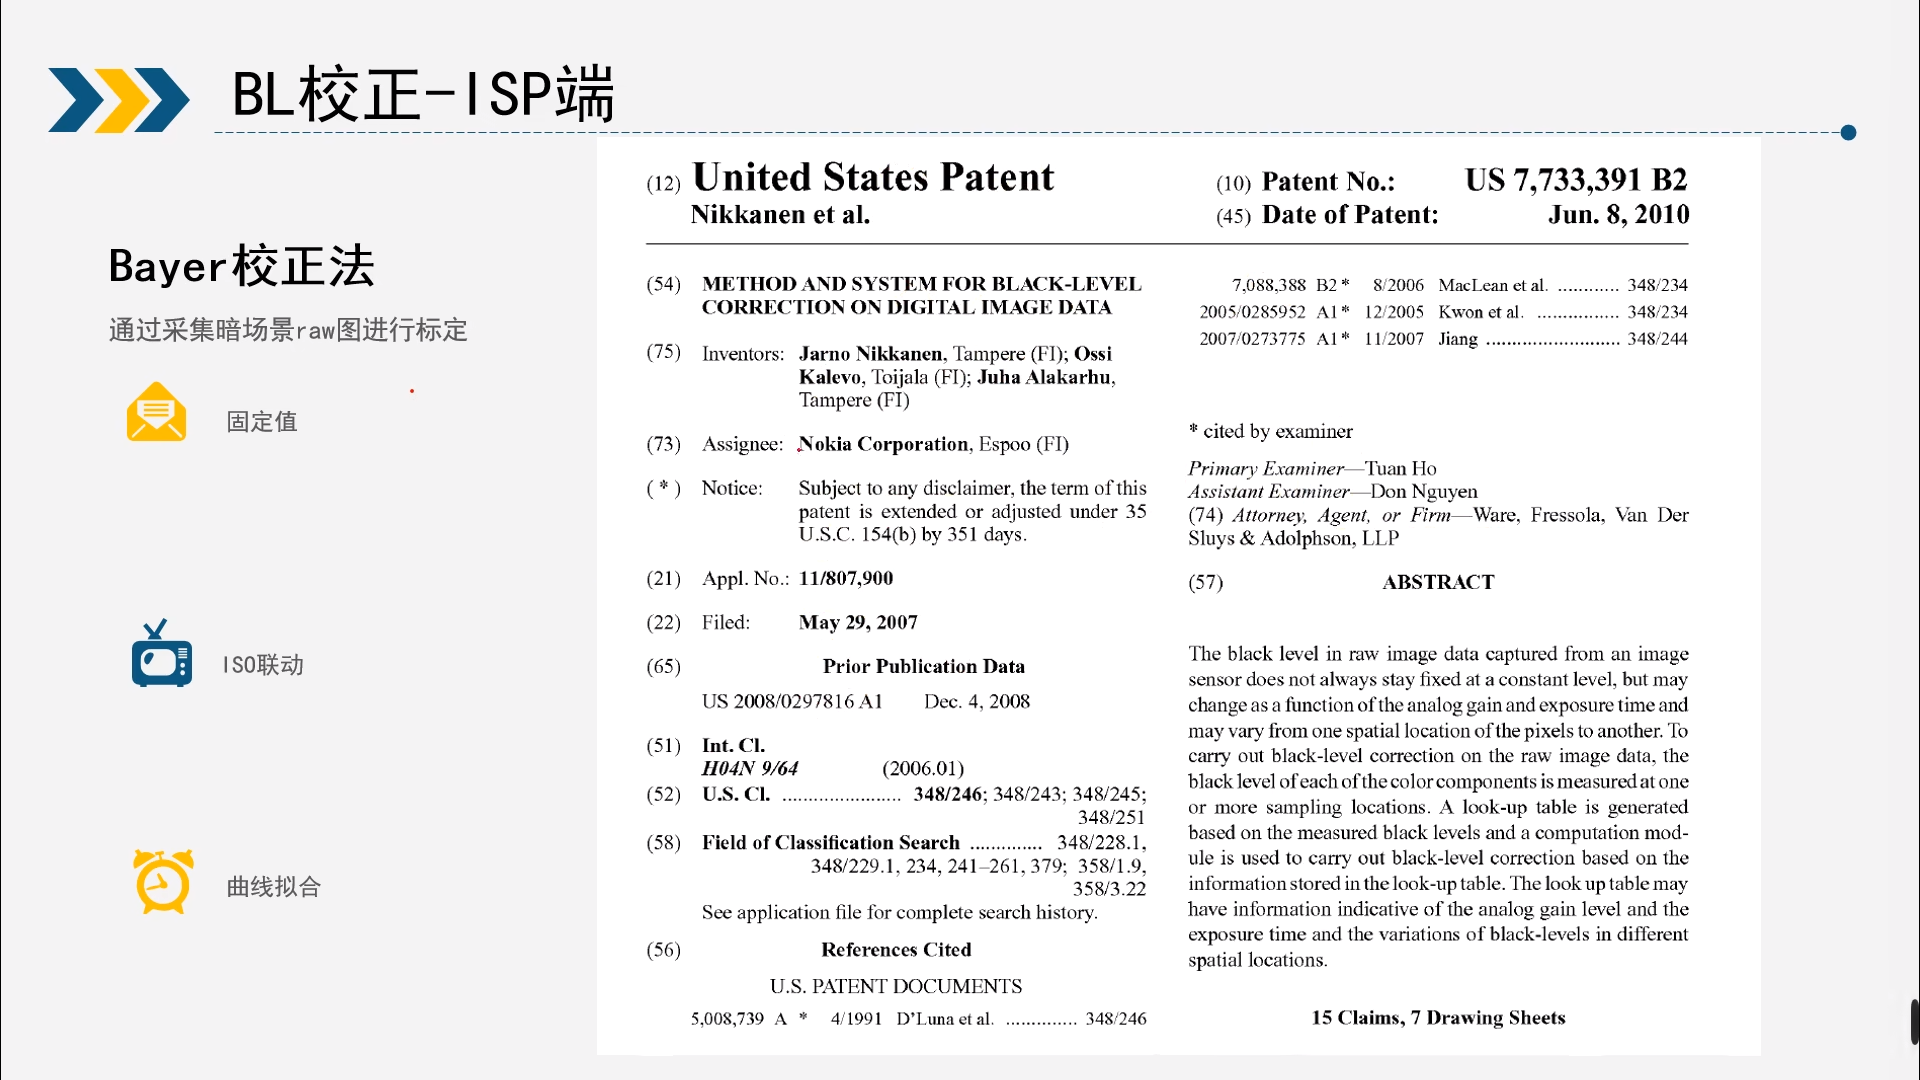 BL校正-ISP端
Bayer校正法
通过采集暗场景raw图进行标定
固定值
ISO联动
曲线拟合
(12) United States Patent
Nikkanen et al.
(10) Patent No.: US 7,733,391 B2
(45) Date of Patent: Jun. 8, 2010
(54) METHOD AND SYSTEM FOR BLACK-LEVEL
CORRECTION ON DIGITAL IMAGE DATA
(75) Inventors: Jarno Nikkanen, Tampere (FI); Ossi
Kalevo, Toijala (FI); Juha Alakarhu,
Tampere (FI)
(73) Assignee: Nokia Corporation, Espoo (FI)
( * ) Notice: Subject to any disclaimer, the term of this
patent is extended or adjusted under 35
U.S.C. 154(b) by 351 days.
(21) Appl. No.: 11/807,900
(22) Filed: May 29, 2007
(65) Prior Publication Data
US 2008/0297816 A1 Dec. 4, 2008
(51) Int. Cl.
H04N 9/64 (2006.01)
(52) U.S. Cl. ...................... 348/246; 348/243; 348/245;
348/251
(58) Field of Classification Search .............. 348/228.1,
348/229.1, 234, 241–261, 379; 358/1.9,
358/3.22
See application file for complete search history.
(56) References Cited
U.S. PATENT DOCUMENTS
5,008,739 A * 4/1991 D'Luna et al. .............. 348/246
7,088,388 B2 * 8/2006 MacLean et al. ............ 348/234
2005/0285952 A1 * 12/2005 Kwon et al. ................ 348/234
2007/0273775 A1 * 11/2007 Jiang ......................... 348/244
* cited by examiner
Primary Examiner—Tuan Ho
Assistant Examiner—Don Nguyen
(74) Attorney, Agent, or Firm—Ware, Fressola, Van Der
Sluys & Adolphson, LLP
(57) ABSTRACT
The black level in raw image data captured from an image
sensor does not always stay fixed at a constant level, but may
change as a function of the analog gain and exposure time and
may vary from one spatial location of the pixels to another. To
carry out black-level correction on the raw image data, the
black level of each of the color components is measured at one
or more sampling locations. A look-up table is generated
based on the measured black levels and a computation mod-
ule is used to carry out black-level correction based on the
information stored in the look-up table. The look up table may
have information indicative of the analog gain level and the
exposure time and the variations of black-levels in different
spatial locations.
15 Claims, 7 Drawing Sheets